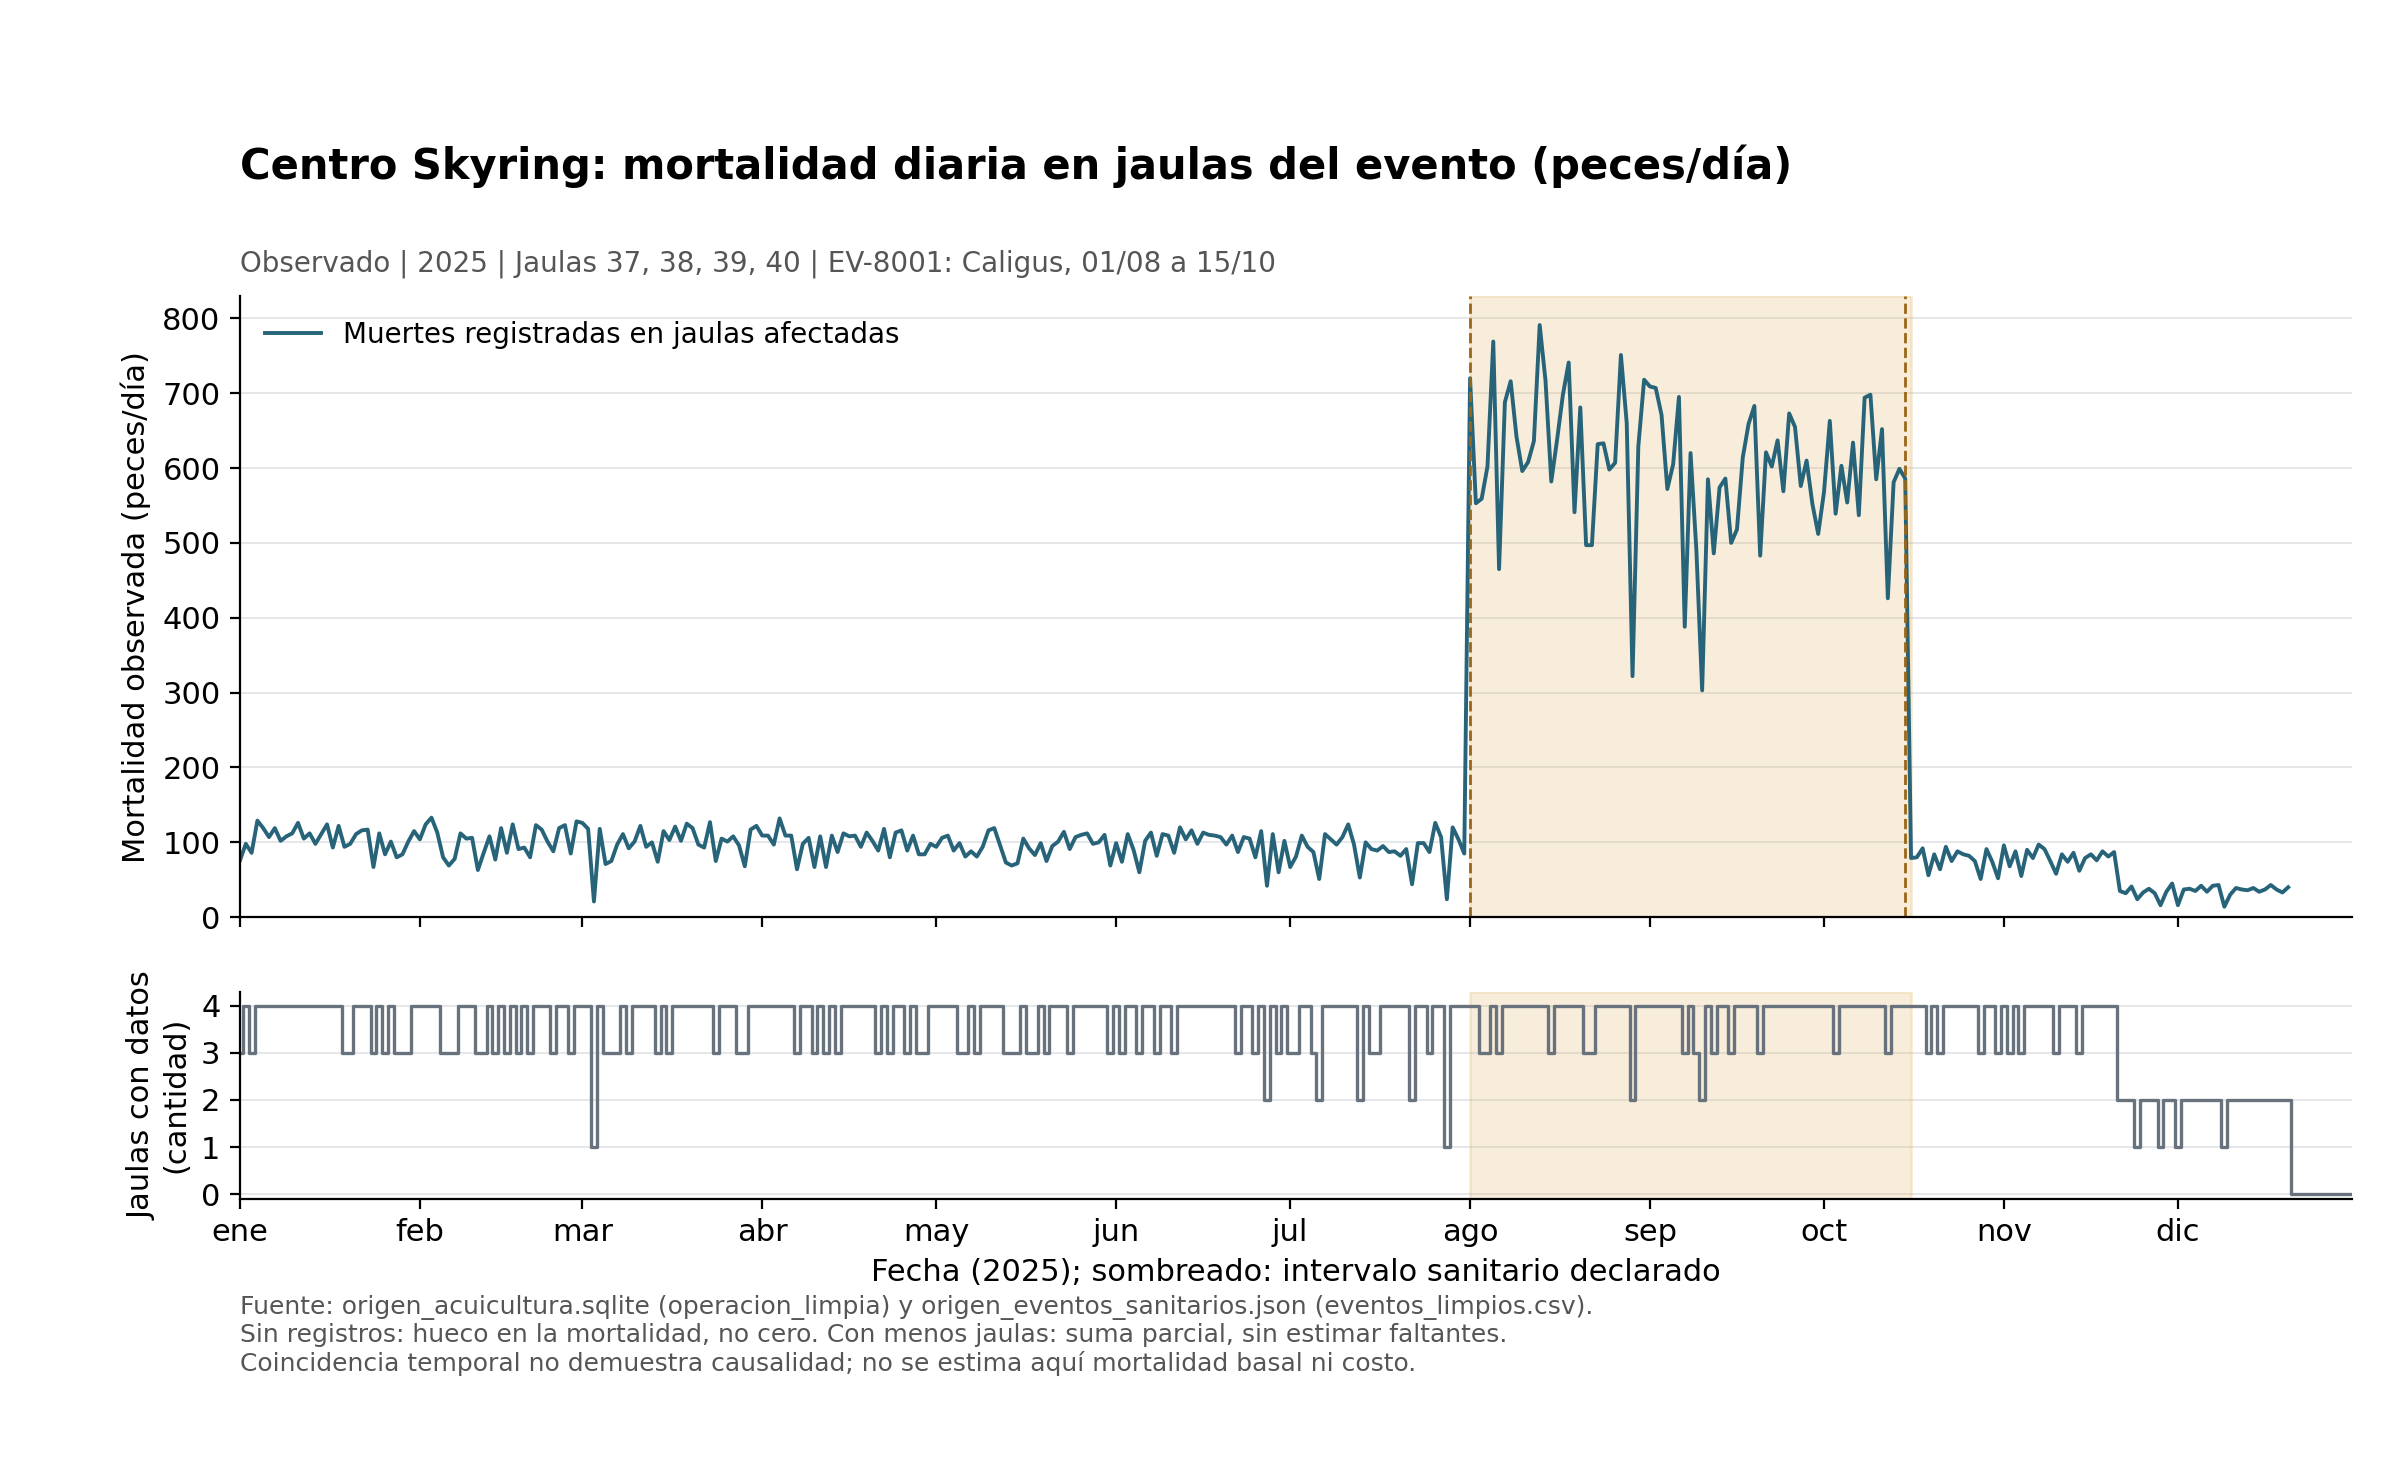 Centro Skyring: mortalidad diaria en jaulas del evento (peces/día)
Observado | 2025 | Jaulas 37, 38, 39, 40 | EV-8001: Caligus, 01/08 a 15/10
Mortalidad observada (peces/día)
800
700
600
500
400
300
200
100
0
Muertes registradas en jaulas afectadas
Jaulas con datos
(cantidad)
4
3
2
1
0
ene feb mar abr may jun jul ago sep oct nov dic
Fecha (2025); sombreado: intervalo sanitario declarado
Fuente: origen_acuicultura.sqlite (operacion_limpia) y origen_eventos_sanitarios.json (eventos_limpios.csv).
Sin registros: hueco en la mortalidad, no cero. Con menos jaulas: suma parcial, sin estimar faltantes.
Coincidencia temporal no demuestra causalidad; no se estima aquí mortalidad basal ni costo.